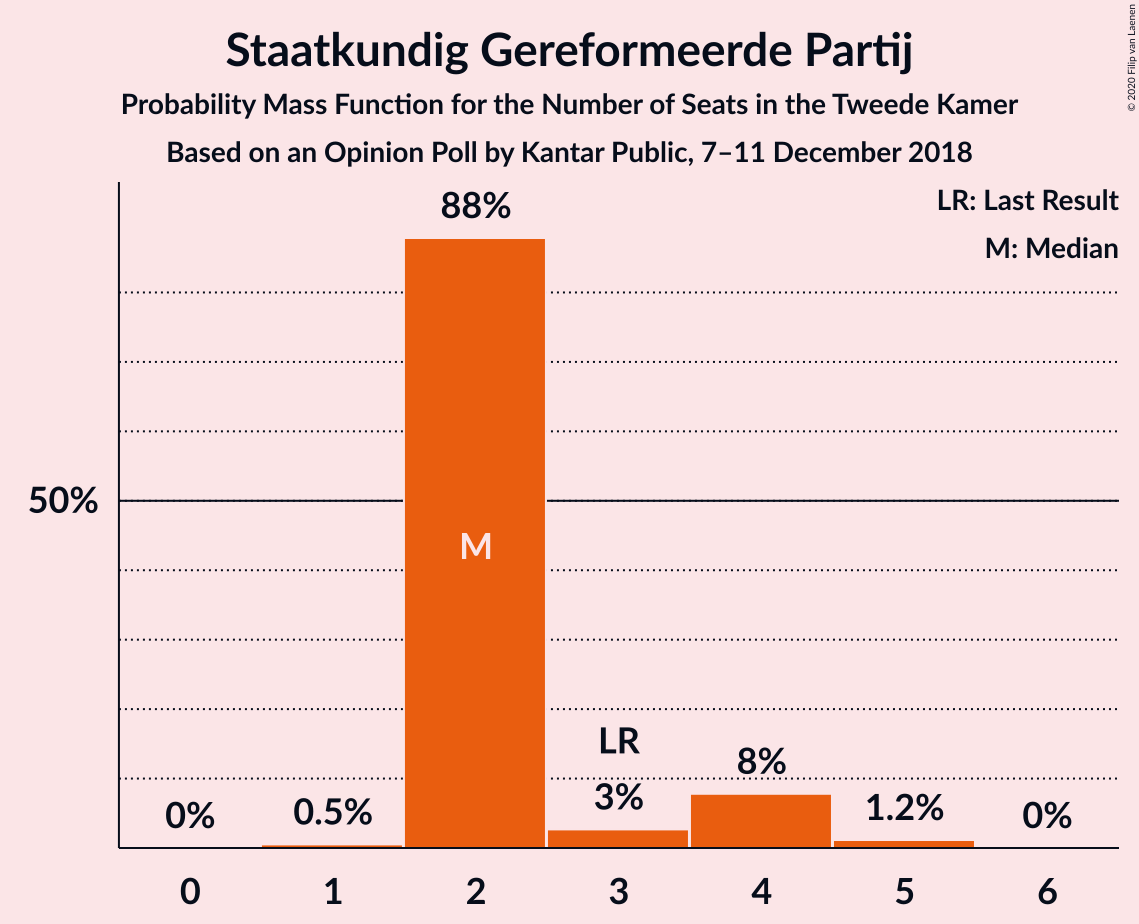 Staatkundig Gereformeerde Partij
Probability Mass Function for the Number of Seats in the Tweede Kamer
Based on an Opinion Poll by Kantar Public, 7–11 December 2018
© 2020 Filip van Laenen
LR: Last Result
M: Median
88%
50%
M
LR
0%
0.5%
3%
8%
1.2%
0%
0
1
2
3
4
5
6